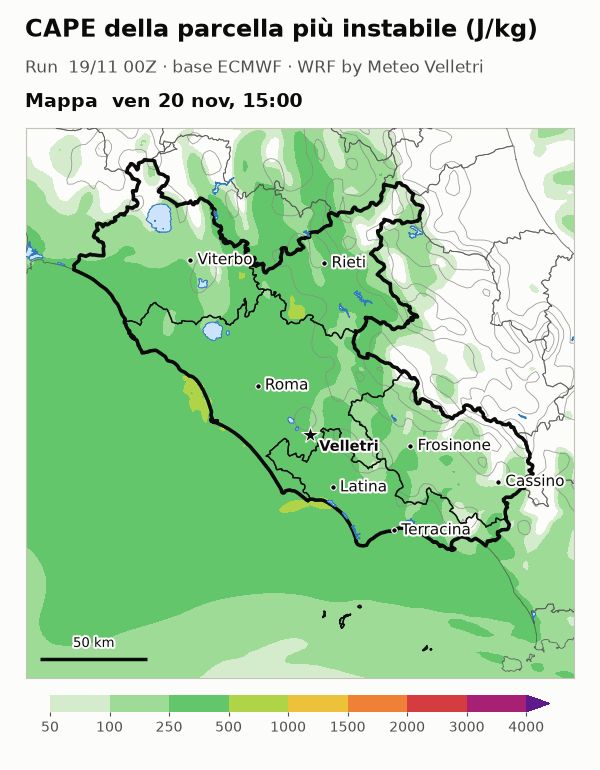 CAPE della parcella più instabile (J/kg)
Run  19/11 00Z · base ECMWF · WRF by Meteo Velletri
Mappa  ven 20 nov, 15:00
Viterbo
Rieti
Roma
Velletri
Frosinone
Cassino
Latina
Terracina
50 km
50 100 250 500 1000 1500 2000 3000 4000